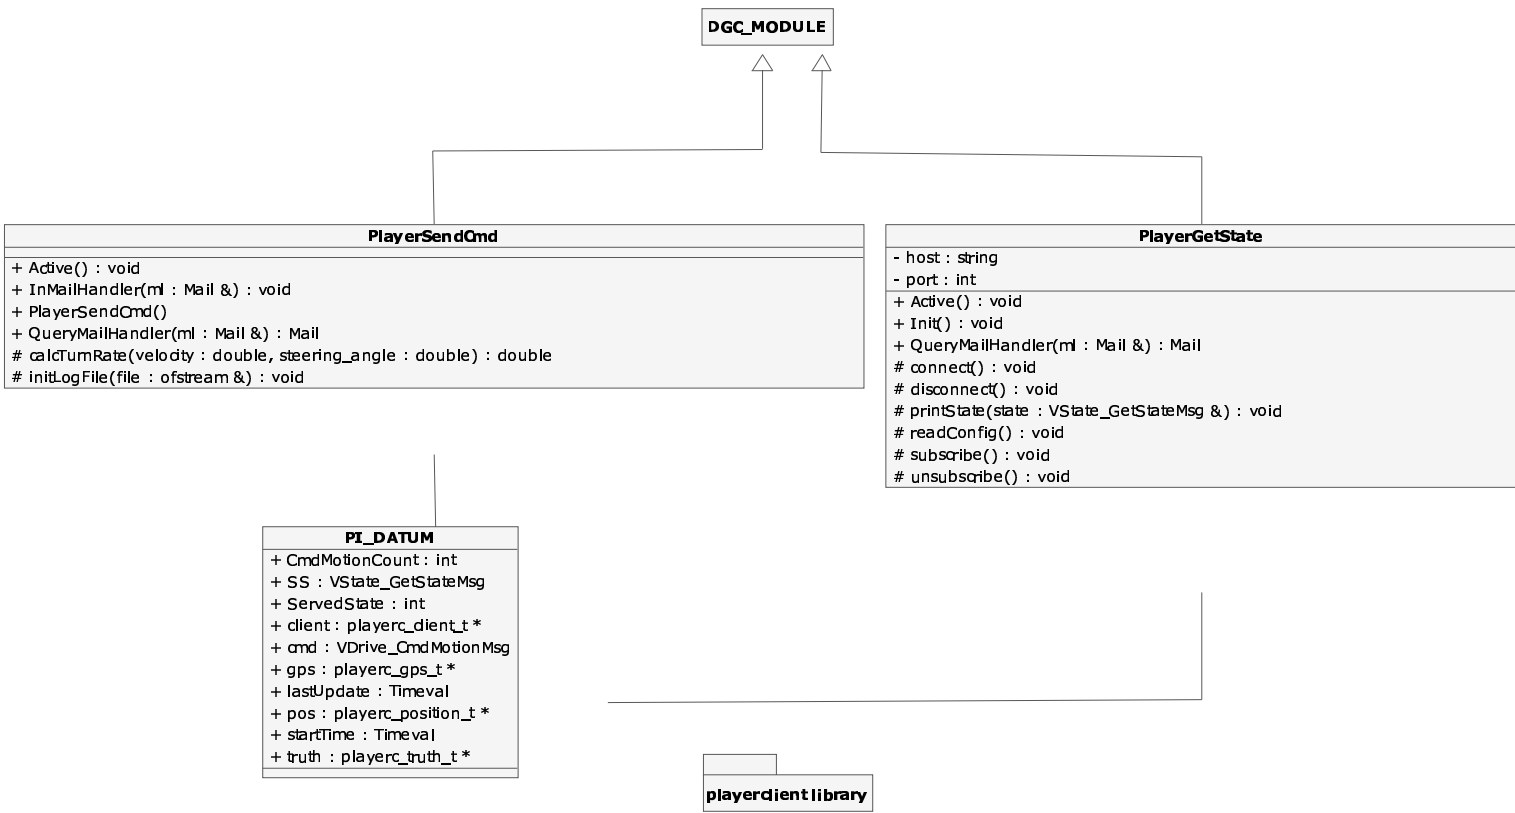 DGC_MODULE
PlayerSendCmd
+ Active() : void
+ InMailHandler(ml : Mail &) : void
+ PlayerSendCmd()
+ QueryMailHandler(ml : Mail &) : Mail
# calcTurnRate(velocity : double, steering_angle : double) : double
# initLogFile(file : ofstream &) : void
PlayerGetState
- host : string
- port : int
+ Active() : void
+ Init() : void
+ QueryMailHandler(ml : Mail &) : Mail
# connect() : void
# disconnect() : void
# printState(state : VState_GetStateMsg &) : void
# readConfig() : void
# subscribe() : void
# unsubscribe() : void
PI_DATUM
+ CmdMotionCount : int
+ SS : VState_GetStateMsg
+ ServedState : int
+ client : playerc_client_t *
+ cmd : VDrive_CmdMotionMsg
+ gps : playerc_gps_t *
+ lastUpdate : Timeval
+ pos : playerc_position_t *
+ startTime : Timeval
+ truth : playerc_truth_t *
playerclient library